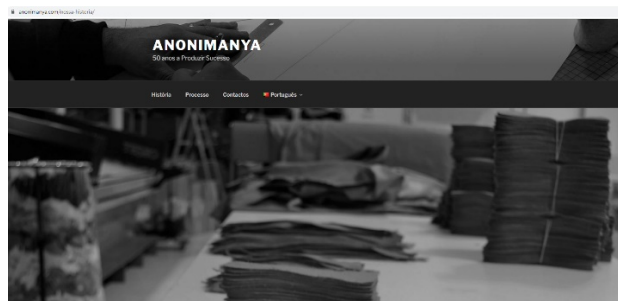 anonimanya.com/nossa-historia/
ANONIMANYA
50 anos a Produzir Sucesso
História Processo Contactos Português